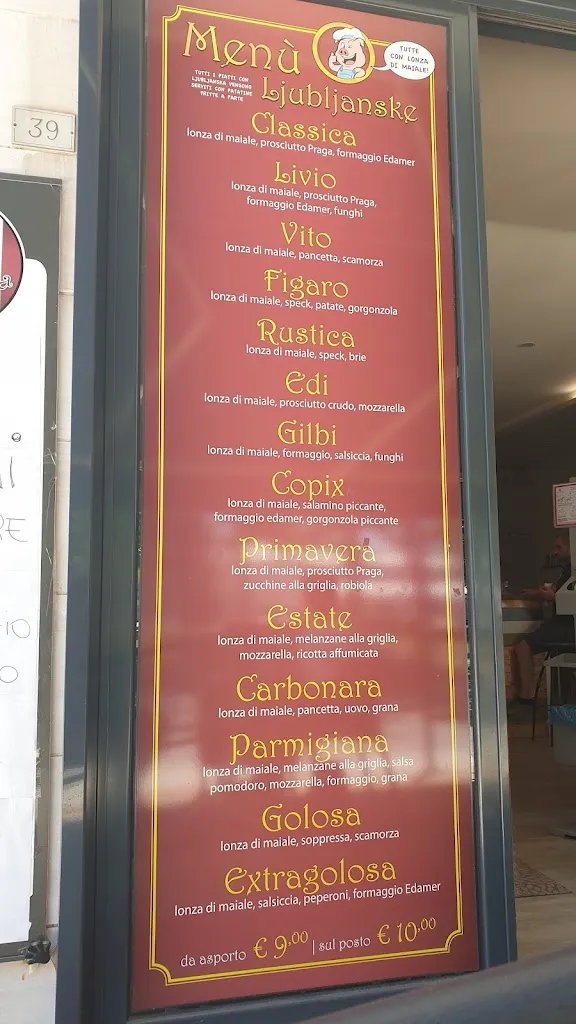 Menù
TUTTE
CON LONZA
DI MAIALE!
TUTTI I PIATTI CON
LJUBLJANSKA VENGONO
SERVITI CON PATATINE
FRITTE A PARTE
Ljubljanske
39
Classica
lonza di maiale, prosciutto Praga, formaggio Edamer
Livio
lonza di maiale, prosciutto Praga,
formaggio Edamer, funghi
Vito
lonza di maiale, pancetta, scamorza
Figaro
lonza di maiale, speck, patate, gorgonzola
Rustica
lonza di maiale, speck, brie
Edi
lonza di maiale, prosciutto crudo, mozzarella
Gilbi
lonza di maiale, formaggio, salsiccia, funghi
Copix
lonza di maiale, salamino piccante,
formaggio edamer, gorgonzola piccante
Primavera
lonza di maiale, prosciutto Praga,
zucchine alla griglia, robiola
Estate
lonza di maiale, melanzane alla griglia,
mozzarella, ricotta affumicata
Carbonara
lonza di maiale, pancetta, uovo, grana
Parmigiana
lonza di maiale, melanzane alla griglia, salsa
pomodoro, mozzarella, formaggio, grana
Golosa
lonza di maiale, soppressa, scamorza
Extragolosa
lonza di maiale, salsiccia, peperoni, formaggio Edamer
da asporto € 9,00 | sul posto € 10,00